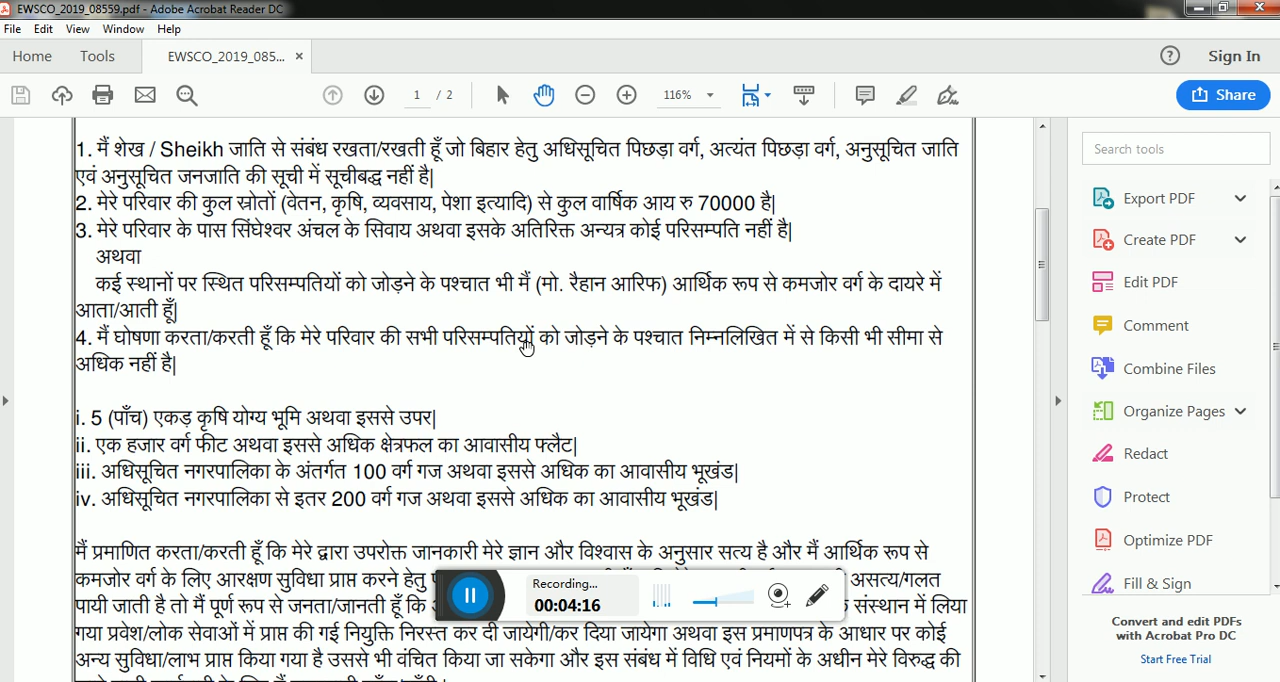 EWSCO_2019_08559.pdf - Adobe Acrobat Reader DC
File Edit View Window Help
Home Tools EWSCO_2019_085... × ? Sign In
1 / 2 116% Share
1. मैं शेख / Sheikh जाति से संबंध रखता/रखती हूँ जो बिहार हेतु अधिसूचित पिछड़ा वर्ग, अत्यंत पिछड़ा वर्ग, अनुसूचित जाति
एवं अनुसूचित जनजाति की सूची में सूचीबद्ध नहीं है|
2. मेरे परिवार की कुल स्रोतों (वेतन, कृषि, व्यवसाय, पेशा इत्यादि) से कुल वार्षिक आय रु 70000 है|
3. मेरे परिवार के पास सिंघेश्वर अंचल के सिवाय अथवा इसके अतिरिक्त अन्यत्र कोई परिसम्पति नहीं है|
अथवा
कई स्थानों पर स्थित परिसम्पतियों को जोड़ने के पश्चात भी मैं (मो. रैहान आरिफ) आर्थिक रूप से कमजोर वर्ग के दायरे में
आता/आती हूँ|
4. मैं घोषणा करता/करती हूँ कि मेरे परिवार की सभी परिसम्पतियों को जोड़ने के पश्चात निम्नलिखित में से किसी भी सीमा से
अधिक नहीं है|
i. 5 (पाँच) एकड़ कृषि योग्य भूमि अथवा इससे उपर|
ii. एक हजार वर्ग फीट अथवा इससे अधिक क्षेत्रफल का आवासीय फ्लैट|
iii. अधिसूचित नगरपालिका के अंतर्गत 100 वर्ग गज अथवा इससे अधिक का आवासीय भूखंड|
iv. अधिसूचित नगरपालिका से इतर 200 वर्ग गज अथवा इससे अधिक का आवासीय भूखंड|
मैं प्रमाणित करता/करती हूँ कि मेरे द्वारा उपरोक्त जानकारी मेरे ज्ञान और विश्वास के अनुसार सत्य है और मैं आर्थिक रूप से
कमजोर वर्ग के लिए आरक्षण सुविधा प्राप्त करने हेतु असत्य/गलत
पायी जाती है तो मैं पूर्ण रूप से जनता/जानती हूँ कि संस्थान में लिया
गया प्रवेश/लोक सेवाओं में प्राप्त की गई नियुक्ति निरस्त कर दी जायेगी/कर दिया जायेगा अथवा इस प्रमाणपत्र के आधार पर कोई
अन्य सुविधा/लाभ प्राप्त किया गया है उससे भी वंचित किया जा सकेगा और इस संबंध में विधि एवं नियमों के अधीन मेरे विरुद्ध की
Recording...
00:04:16
Search tools
Export PDF
Create PDF
Edit PDF
Comment
Combine Files
Organize Pages
Redact
Protect
Optimize PDF
Fill & Sign
Convert and edit PDFs
with Acrobat Pro DC
Start Free Trial